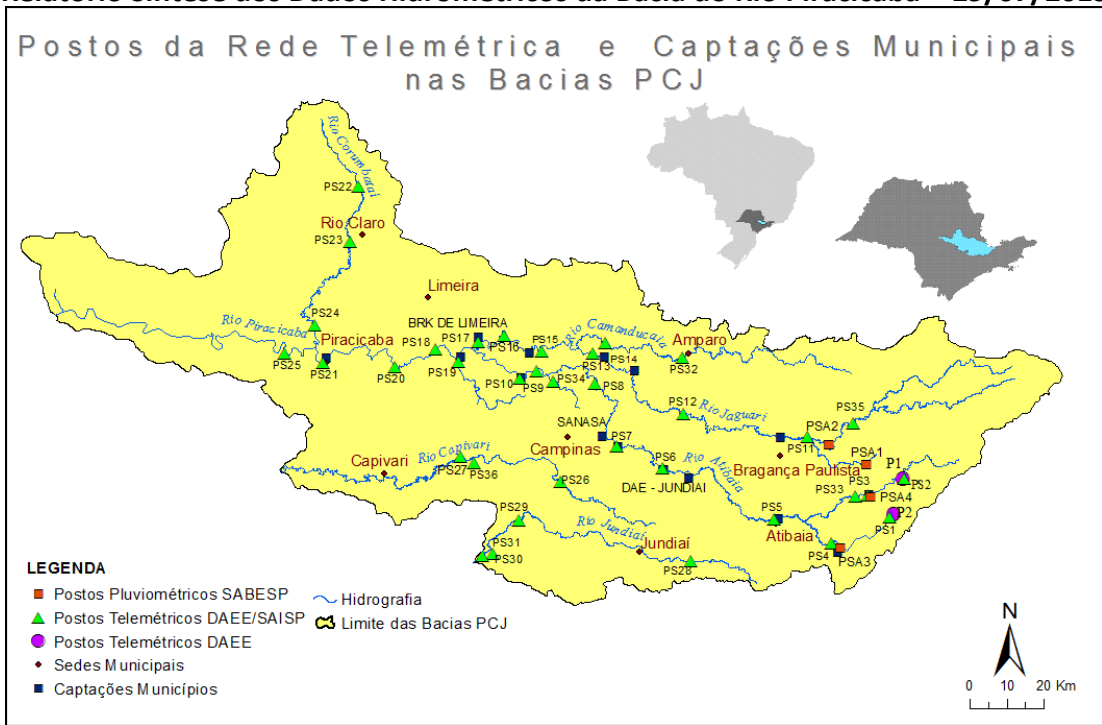 Relatório Síntese dos Dados Hidrométricos da Bacia do Rio Piracicaba
Postos da Rede Telemétrica e Captações Municipais
nas Bacias PCJ
Rio Corumbataí
PS22
Rio Claro
PS23
Limeira
PS24
Rio Piracicaba
Piracicaba
PS25
PS21
PS20
PS18
PS17
BRK DE LIMEIRA
PS16
PS15
PS19
Rio Camanducaia
PS13
PS14
Amparo
PS32
PS10
PS9
PS34
PS8
PS12
Rio Jaguari
PS35
PSA2
PS11
SANASA
PS7
Campinas
PS6
Rio Atibaia
DAE - JUNDIAI
Bragança Paulista
PSA1
P1
PS2
PS3
PS33
PSA4
P2
PS1
Rio Capivari
Capivari
PS27
PS36
PS26
PS5
Atibaia
PS4
PSA3
PS29
Rio Jundiaí
PS31
PS30
Jundiaí
PS28
LEGENDA
Postos Pluviométricos SABESP
Postos Telemétricos DAEE/SAISP
Postos Telemétricos DAEE
Sedes Municipais
Captações Municípios
Hidrografia
Limite das Bacias PCJ
N
0 10 20 Km